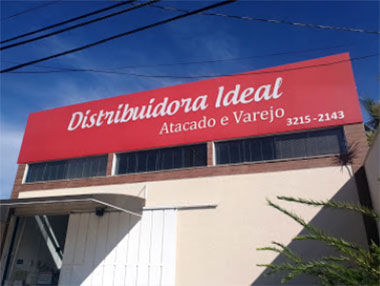 Distribuidora Ideal
Atacado e Varejo
3215-2143